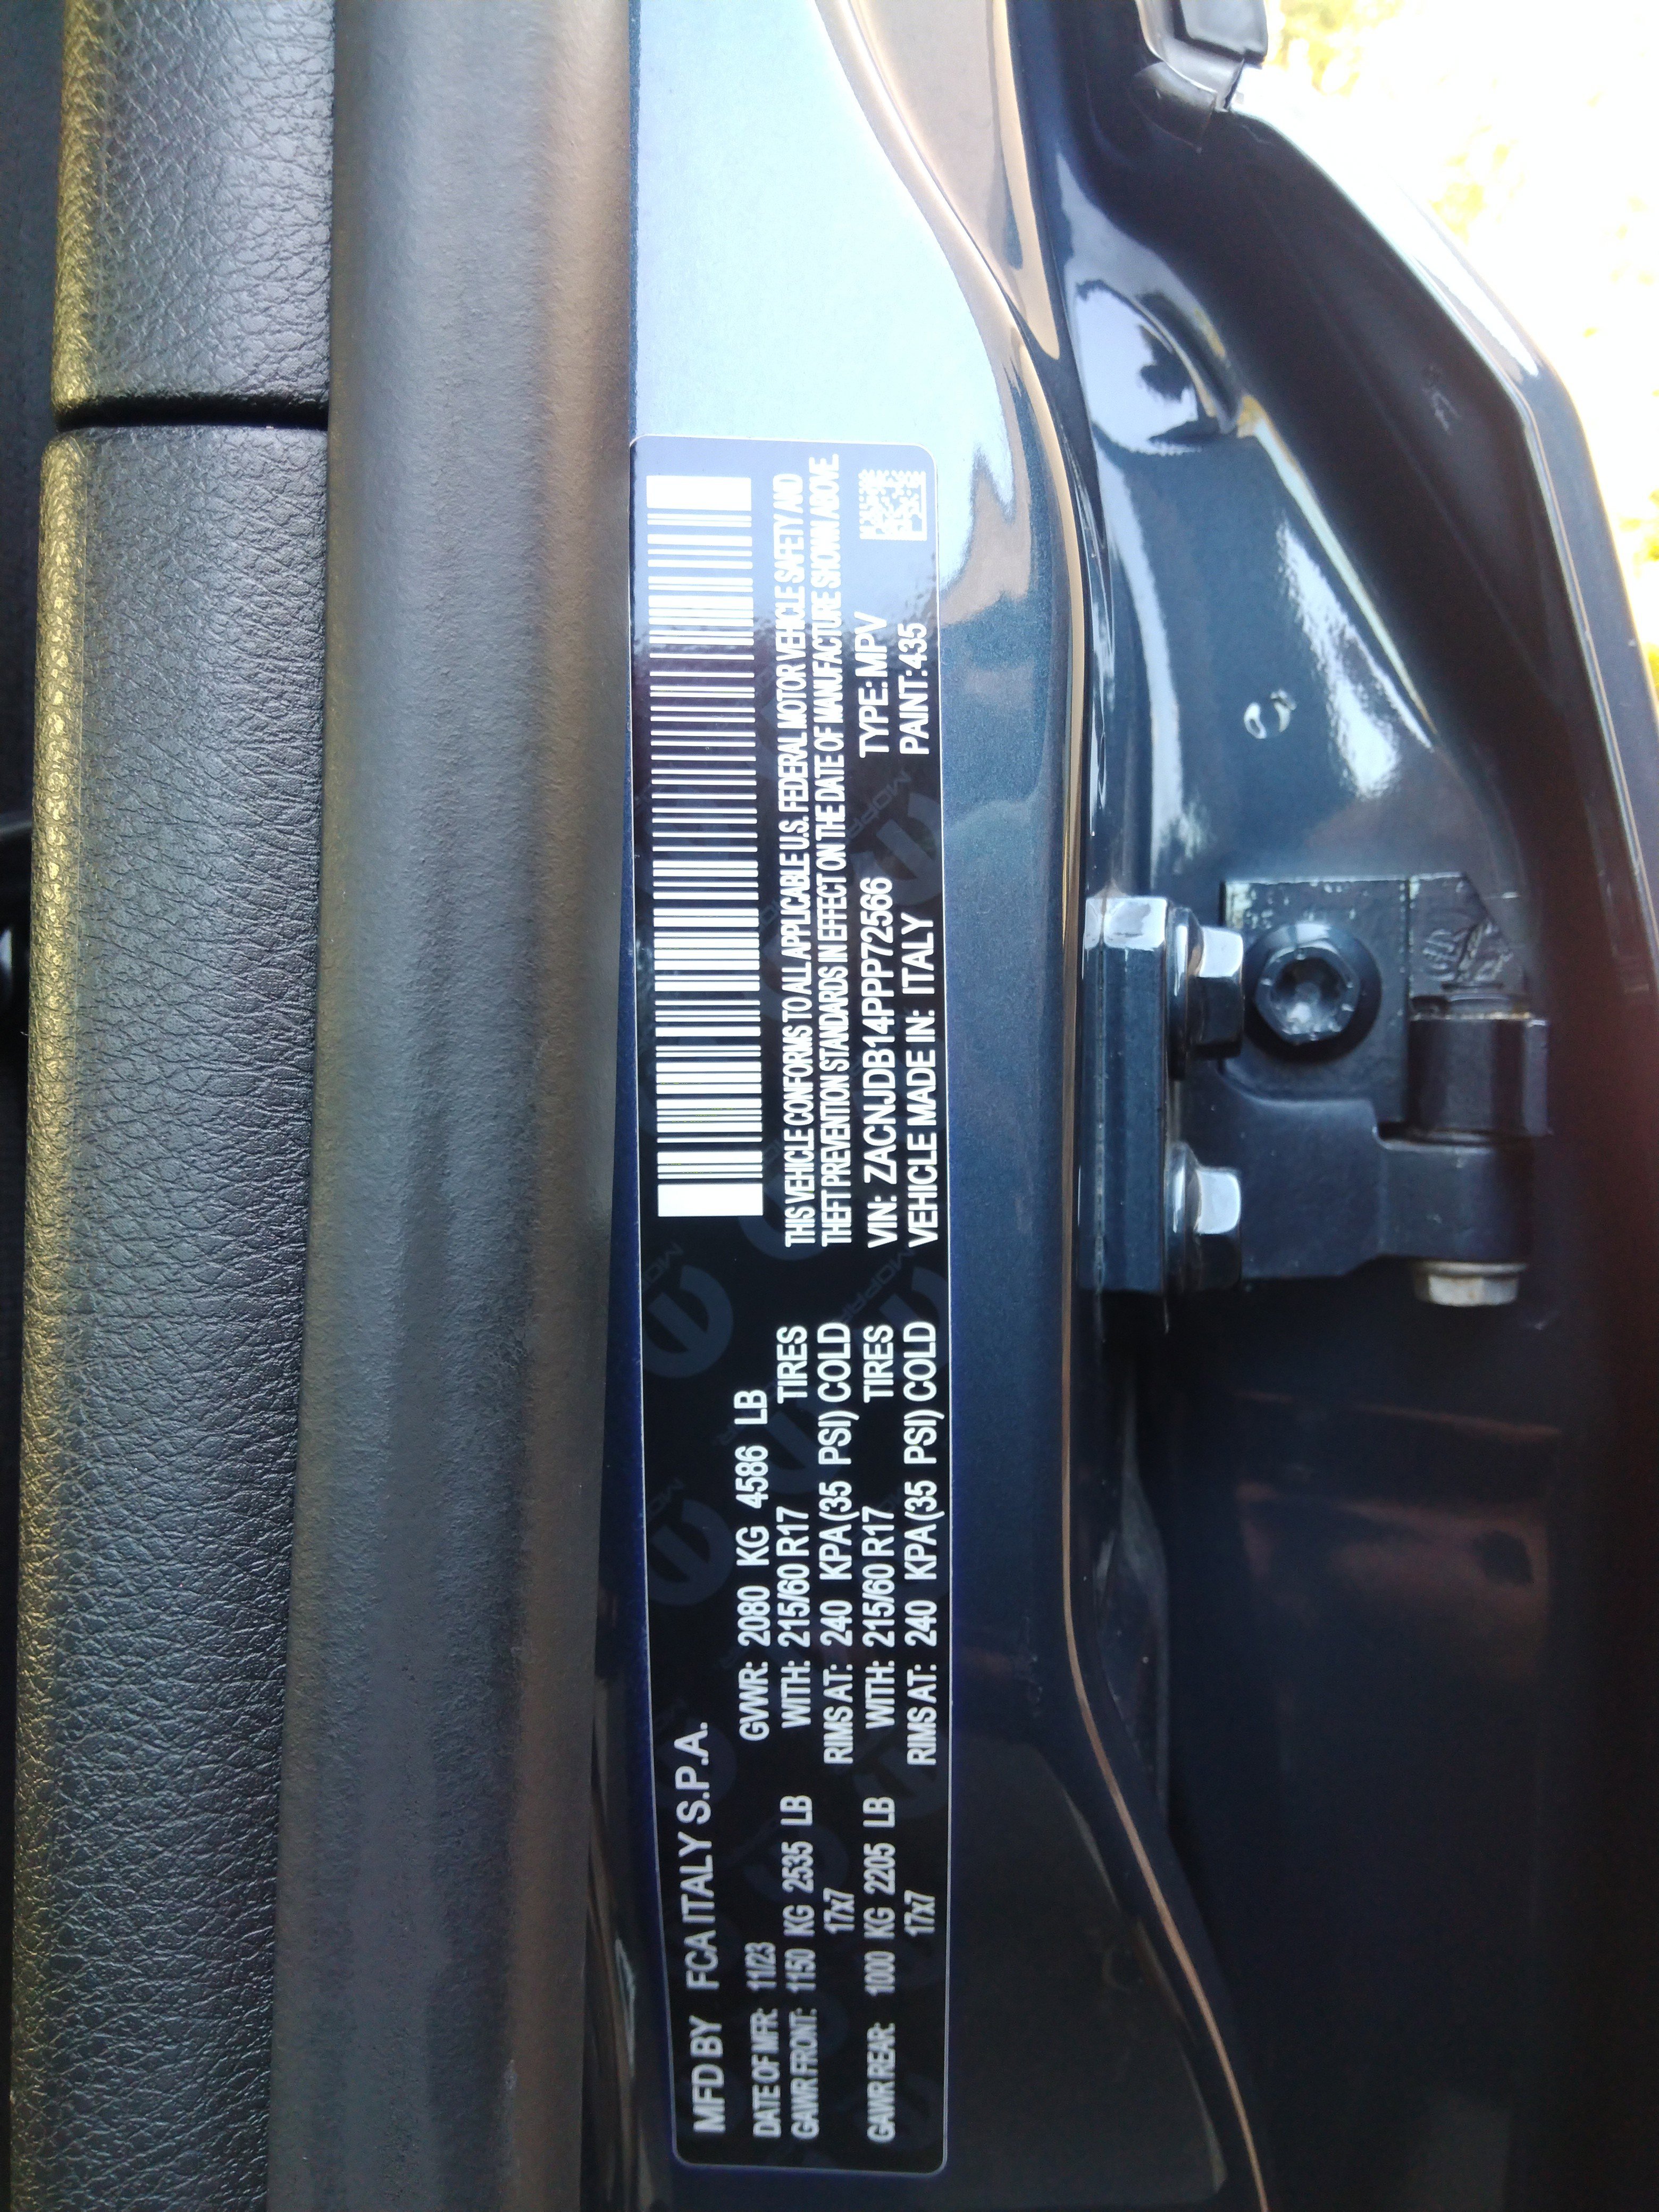 MFD BY FCA ITALY S.P.A.
DATE OF MFR: 11/23 GVWR: 2080 KG 4586 LB
GAWR FRONT: 1150 KG 2535 LB WITH: 215/60 R17 TIRES
17x7 RIMS AT: 240 KPA (35 PSI) COLD
GAWR REAR: 1000 KG 2205 LB WITH: 215/60 R17 TIRES
17x7 RIMS AT: 240 KPA (35 PSI) COLD
THIS VEHICLE CONFORMS TO ALL APPLICABLE U.S. FEDERAL MOTOR VEHICLE SAFETY AND
THEFT PREVENTION STANDARDS IN EFFECT ON THE DATE OF MANUFACTURE SHOWN ABOVE.
VIN: ZACNJDB14PPP72566 TYPE: MPV
VEHICLE MADE IN: ITALY PAINT: 435